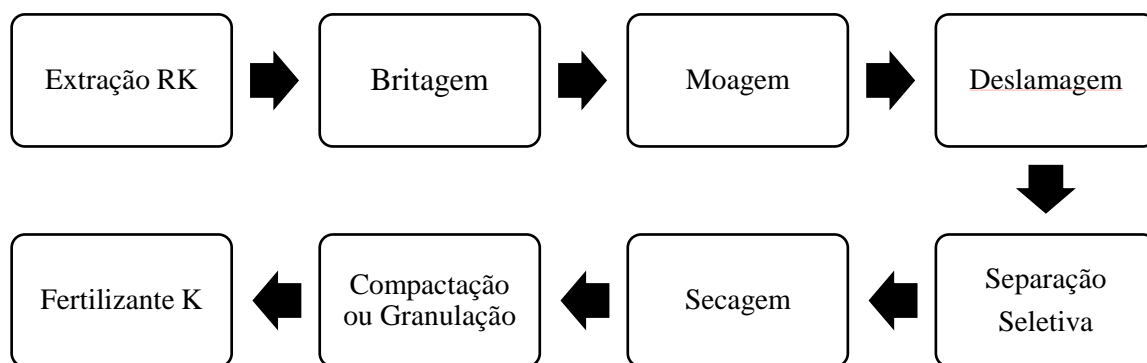 Extração RK
Britagem
Moagem
Deslamagem
Separação
Seletiva
Secagem
Compactação
ou Granulação
Fertilizante K